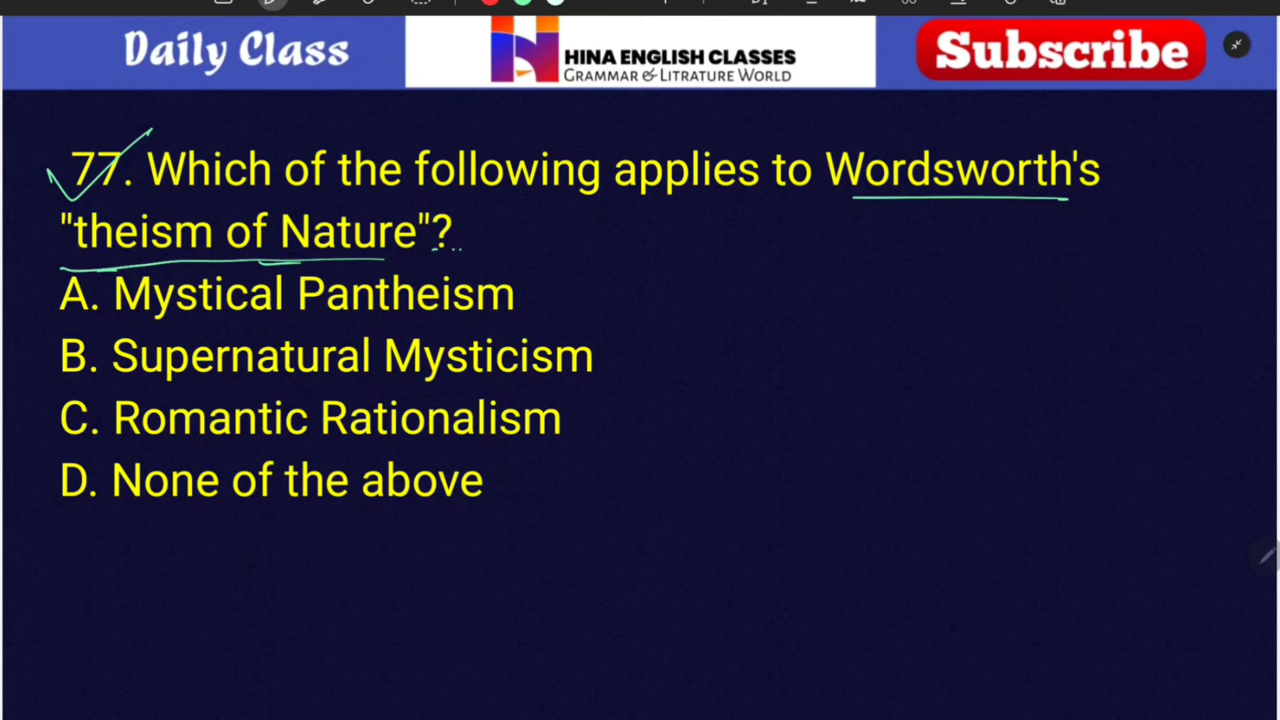 Daily Class
HINA ENGLISH CLASSES
GRAMMAR & LITRATURE WORLD
Subscribe
77. Which of the following applies to Wordsworth's
"theism of Nature"?
A. Mystical Pantheism
B. Supernatural Mysticism
C. Romantic Rationalism
D. None of the above